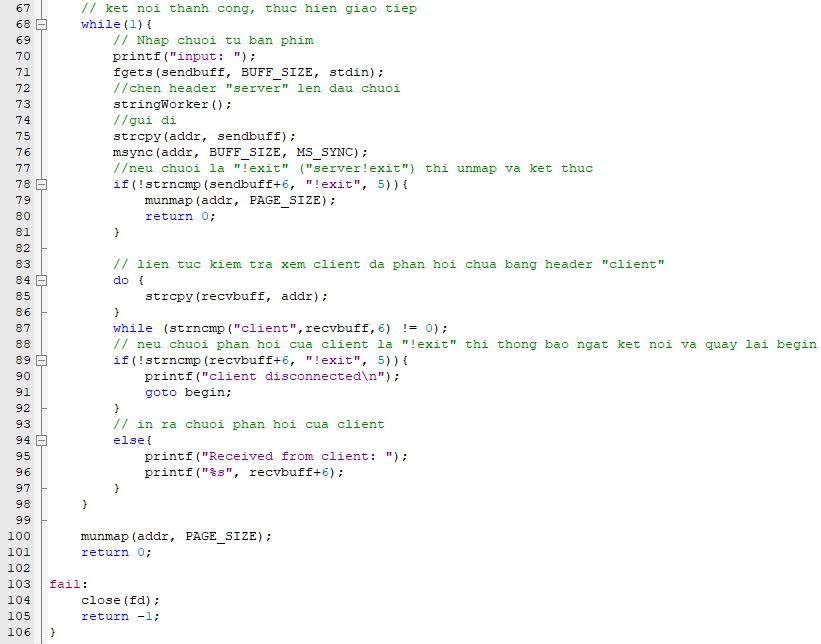 67 // ket noi thanh cong, thuc hien giao tiep
68 while(1){
69 // Nhap chuoi tu ban phim
70 printf("input: ");
71 fgets(sendbuff, BUFF_SIZE, stdin);
72 //chen header "server" len dau chuoi
73 stringWorker();
74 //gui di
75 strcpy(addr, sendbuff);
76 msync(addr, BUFF_SIZE, MS_SYNC);
77 //neu chuoi la "!exit" ("server!exit") thi unmap va ket thuc
78 if(!strncmp(sendbuff+6, "!exit", 5)){
79 munmap(addr, PAGE_SIZE);
80 return 0;
81 }
82
83 // lien tuc kiem tra xem client da phan hoi chua bang header "client"
84 do {
85 strcpy(recvbuff, addr);
86 }
87 while (strncmp("client",recvbuff,6) != 0);
88 // neu chuoi phan hoi cua client la "!exit" thi thong bao ngat ket noi va quay lai begin
89 if(!strncmp(recvbuff+6, "!exit", 5)){
90 printf("client disconnected\n");
91 goto begin;
92 }
93 // in ra chuoi phan hoi cua client
94 else{
95 printf("Received from client: ");
96 printf("%s", recvbuff+6);
97 }
98 }
99
100 munmap(addr, PAGE_SIZE);
101 return 0;
102
103 fail:
104 close(fd);
105 return -1;
106 }